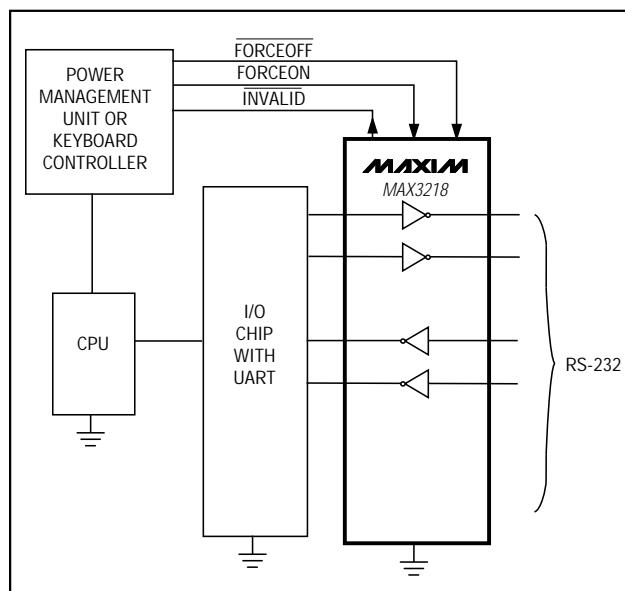 FORCEOFF
FORCEON
INVALID
POWER
MANAGEMENT
UNIT OR
KEYBOARD
CONTROLLER
MAXIM
MAX3218
CPU
I/O
CHIP
WITH
UART
RS-232